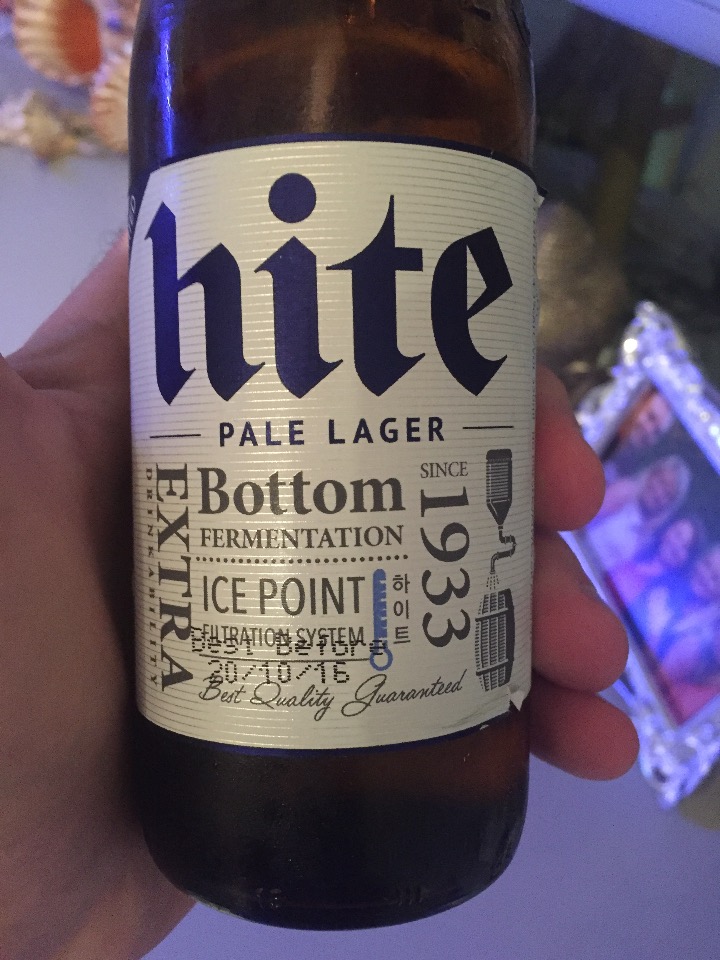 hite
PALE LAGER
EXTRA
DRINKABILITY
Bottom
FERMENTATION
ICE POINT
FILTRATION SYSTEM
하이트
SINCE
1933
Best Before
20/10/16
Best Quality Guaranteed